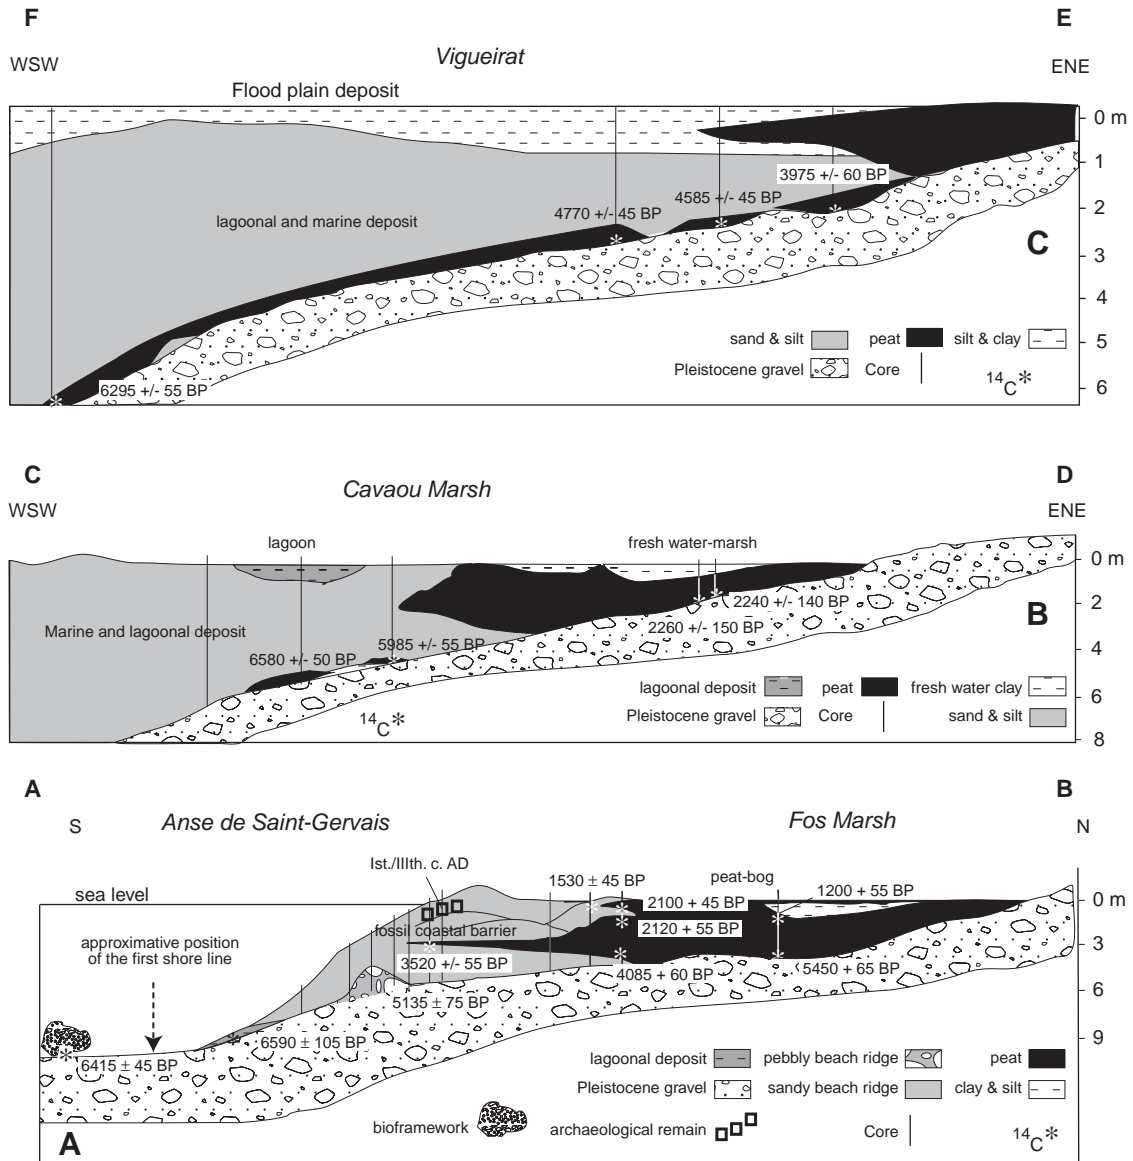 F
E
WSW
Vigueirat
ENE
Flood plain deposit
0 m
1
3975 +/- 60 BP
4585 +/- 45 BP
2
4770 +/- 45 BP
lagoonal and marine deposit
C
3
4
sand & silt
peat
silt & clay
5
Pleistocene gravel
Core
14C*
6295 +/- 55 BP
6
C
D
WSW
Cavaou Marsh
ENE
lagoon
fresh water-marsh
0 m
2240 +/- 140 BP
2
B
Marine and lagoonal deposit
2260 +/- 150 BP
5985 +/- 55 BP
4
6580 +/- 50 BP
lagoonal deposit
peat
fresh water clay
6
Pleistocene gravel
Core
sand & silt
14C*
8
A
B
S
Anse de Saint-Gervais
Fos Marsh
N
Ist./IIIth. c. AD
1530 ± 45 BP
peat-bog
1200 + 55 BP
sea level
2100 + 45 BP
0 m
2120 + 55 BP
approximative position
of the first shore line
fossil coastal barrier
3
3520 +/- 55 BP
4085 + 60 BP
5450 + 65 BP
5135 ± 75 BP
6
6590 ± 105 BP
9
6415 ± 45 BP
lagoonal deposit
pebbly beach ridge
peat
Pleistocene gravel
sandy beach ridge
clay & silt
bioframework
archaeological remain
Core
14C*
A